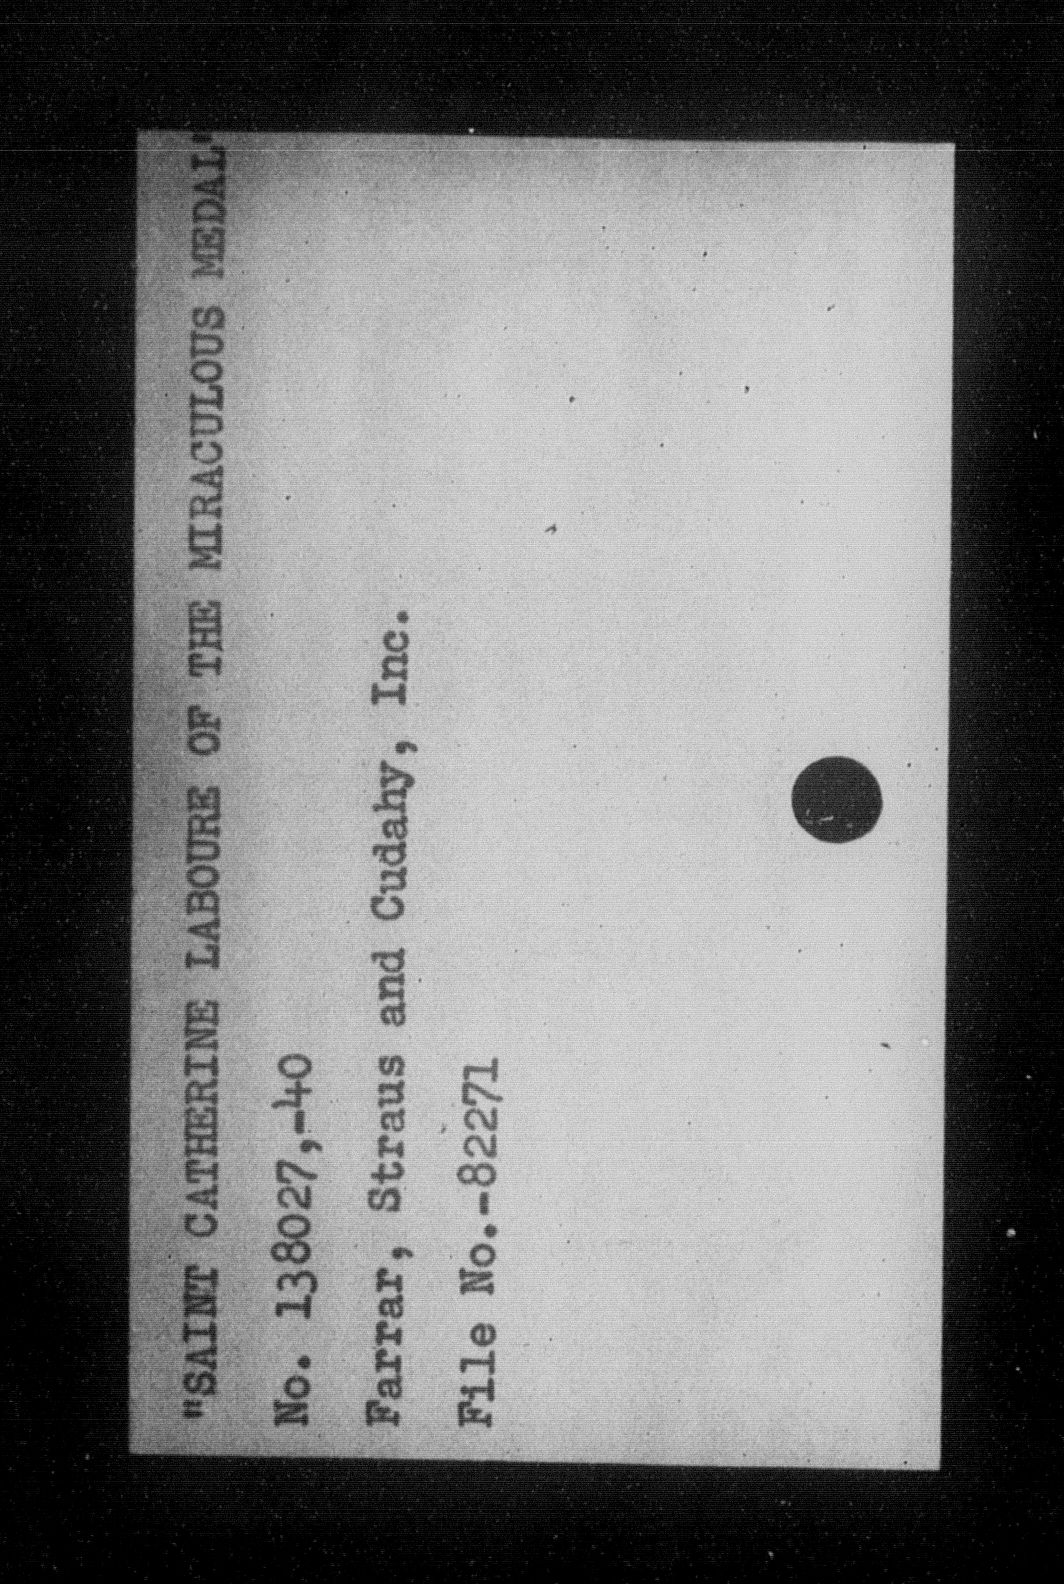 "SAINT CATHERINE LABOURE OF THE MIRACULOUS MEDAL"
No. 138027,-40
Farrar, Straus and Cudahy, Inc.
File No.-82271